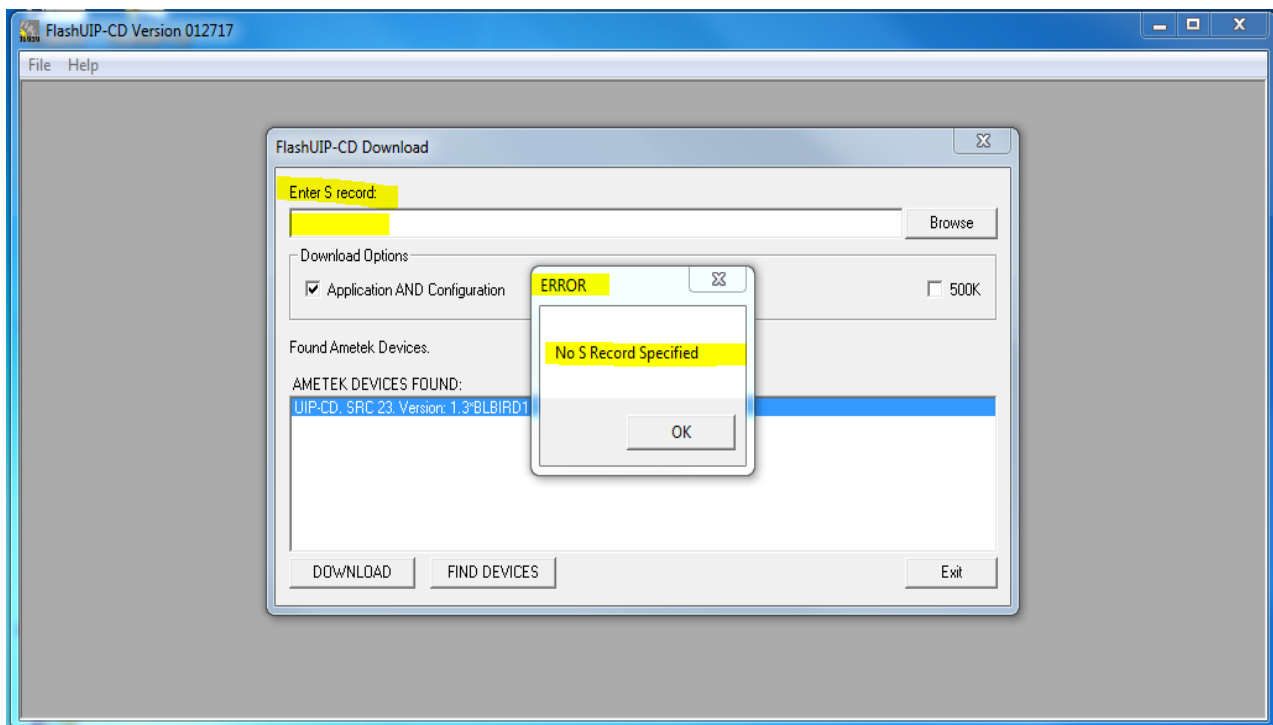 FlashUIP-CD Version 012717
File Help
FlashUIP-CD Download
Enter S record:
Browse
Download Options
Application AND Configuration
500K
ERROR
No S Record Specified
OK
Found Ametek Devices.
AMETEK DEVICES FOUND:
UIP-CD. SRC 23. Version: 1.3*BLBIRD1
DOWNLOAD FIND DEVICES Exit